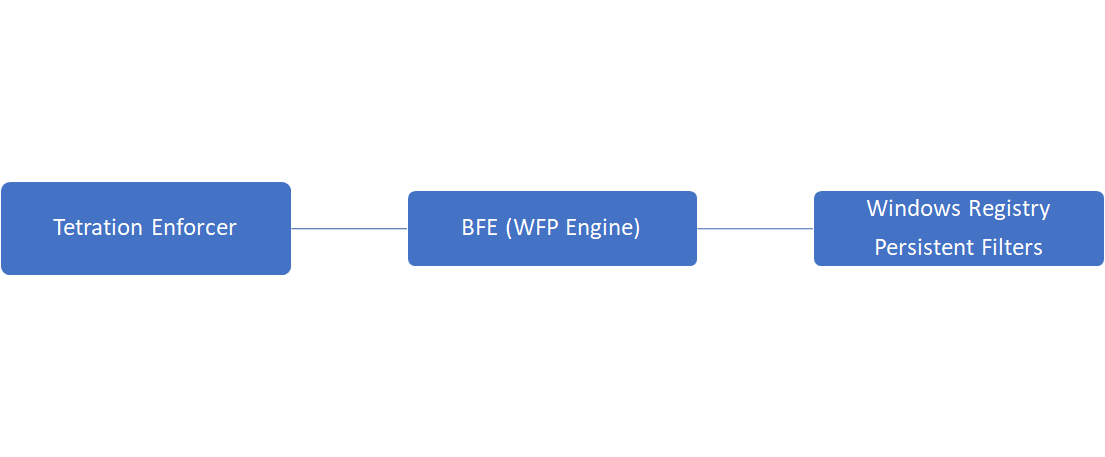 Tetration Enforcer
BFE (WFP Engine)
Windows Registry
Persistent Filters